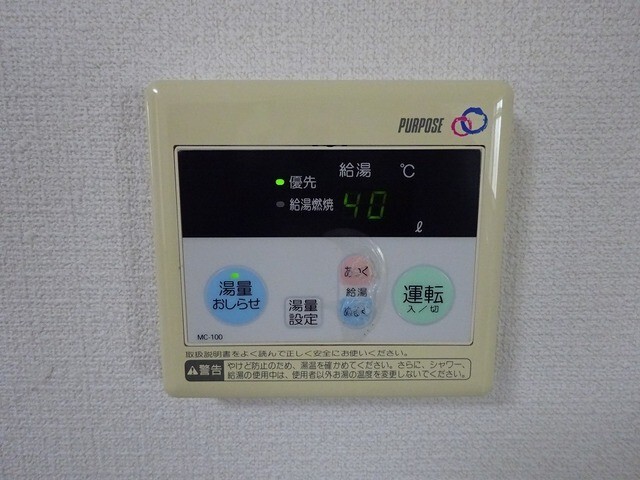 PURPOSE
給湯 ℃
優先
給湯燃焼 40
ℓ
湯量
おしらせ
湯量
設定
あつく
給湯
ぬるく
運転
入／切
MC-100
取扱説明書をよく読んで正しく安全にお使いください。
警告
やけど防止のため、湯温を確かめてください。さらに、シャワー、
給湯の使用中は、使用者以外お湯の温度を変更しないでください。